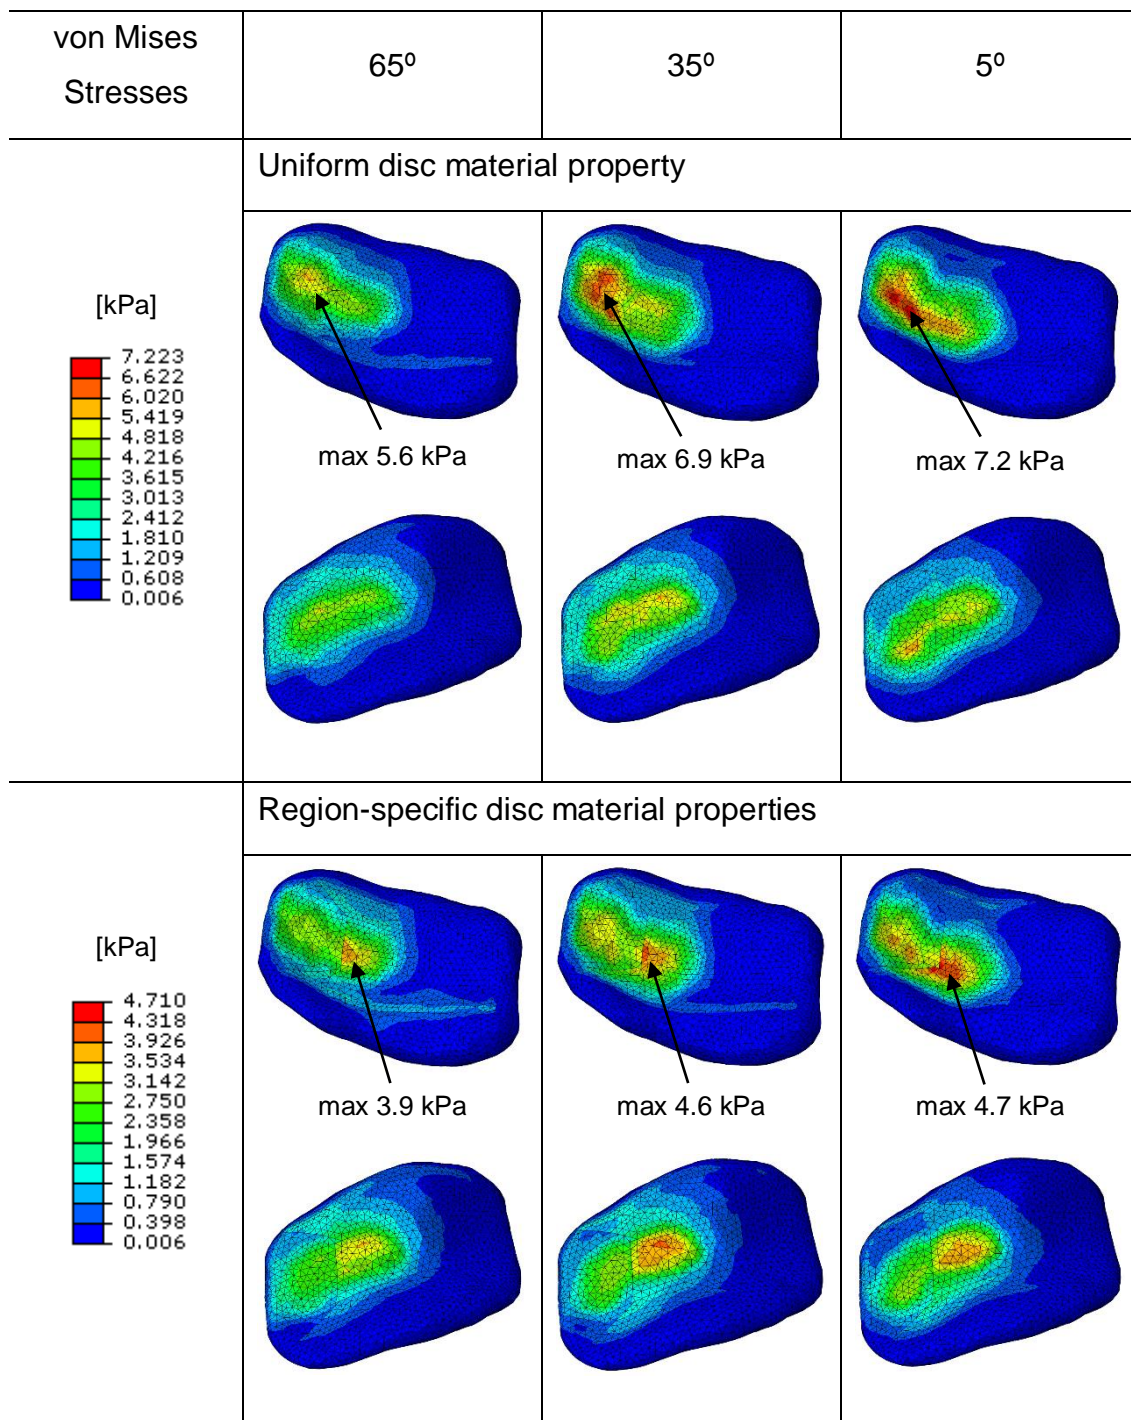 von Mises
Stresses
65º
35º
5º
Uniform disc material property
[kPa]
7.223
6.622
6.020
5.419
4.818
4.216
3.615
3.013
2.412
1.810
1.209
0.608
0.006
max 5.6 kPa
max 6.9 kPa
max 7.2 kPa
Region-specific disc material properties
[kPa]
4.710
4.318
3.926
3.534
3.142
2.750
2.358
1.966
1.574
1.182
0.790
0.398
0.006
max 3.9 kPa
max 4.6 kPa
max 4.7 kPa